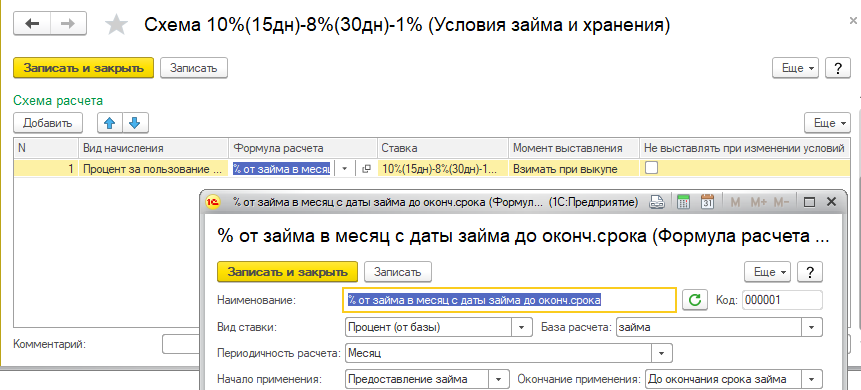 Схема 10%(15дн)-8%(30дн)-1% (Условия займа и хранения)
Записать и закрыть Записать Еще ?
Схема расчета
Добавить Еще
N Вид начисления Формула расчета Ставка Момент выставления Не выставлять при изменении условий
1 Процент за пользование ... % от займа в месяц 10%(15дн)-8%(30дн)-1... Взимать при выкупе
1С % от займа в месяц с даты займа до оконч.срока (Формул... (1С:Предприятие) 31 M M+ M-
% от займа в месяц с даты займа до оконч.срока (Формула расчета ...
Записать и закрыть Записать Еще ?
Наименование: % от займа в месяц с даты займа до оконч.срока Код: 000001
Вид ставки: Процент (от базы) База расчета: займа
Комментарий: Периодичность расчета: Месяц
Начало применения: Предоставление займа Окончание применения: До окончания срока займа